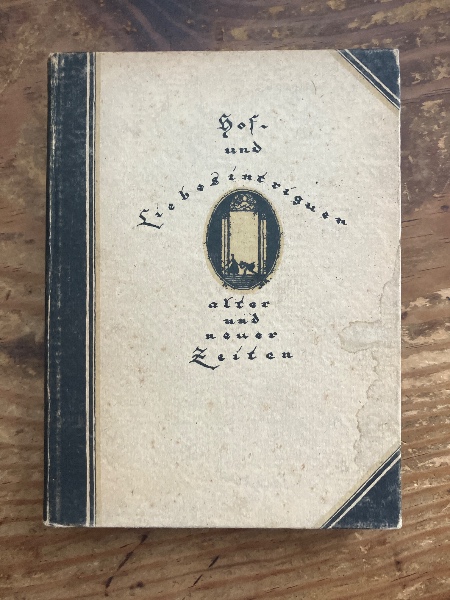 Hof-
und
Liebesintriguen
alter
und
neuer
Zeiten